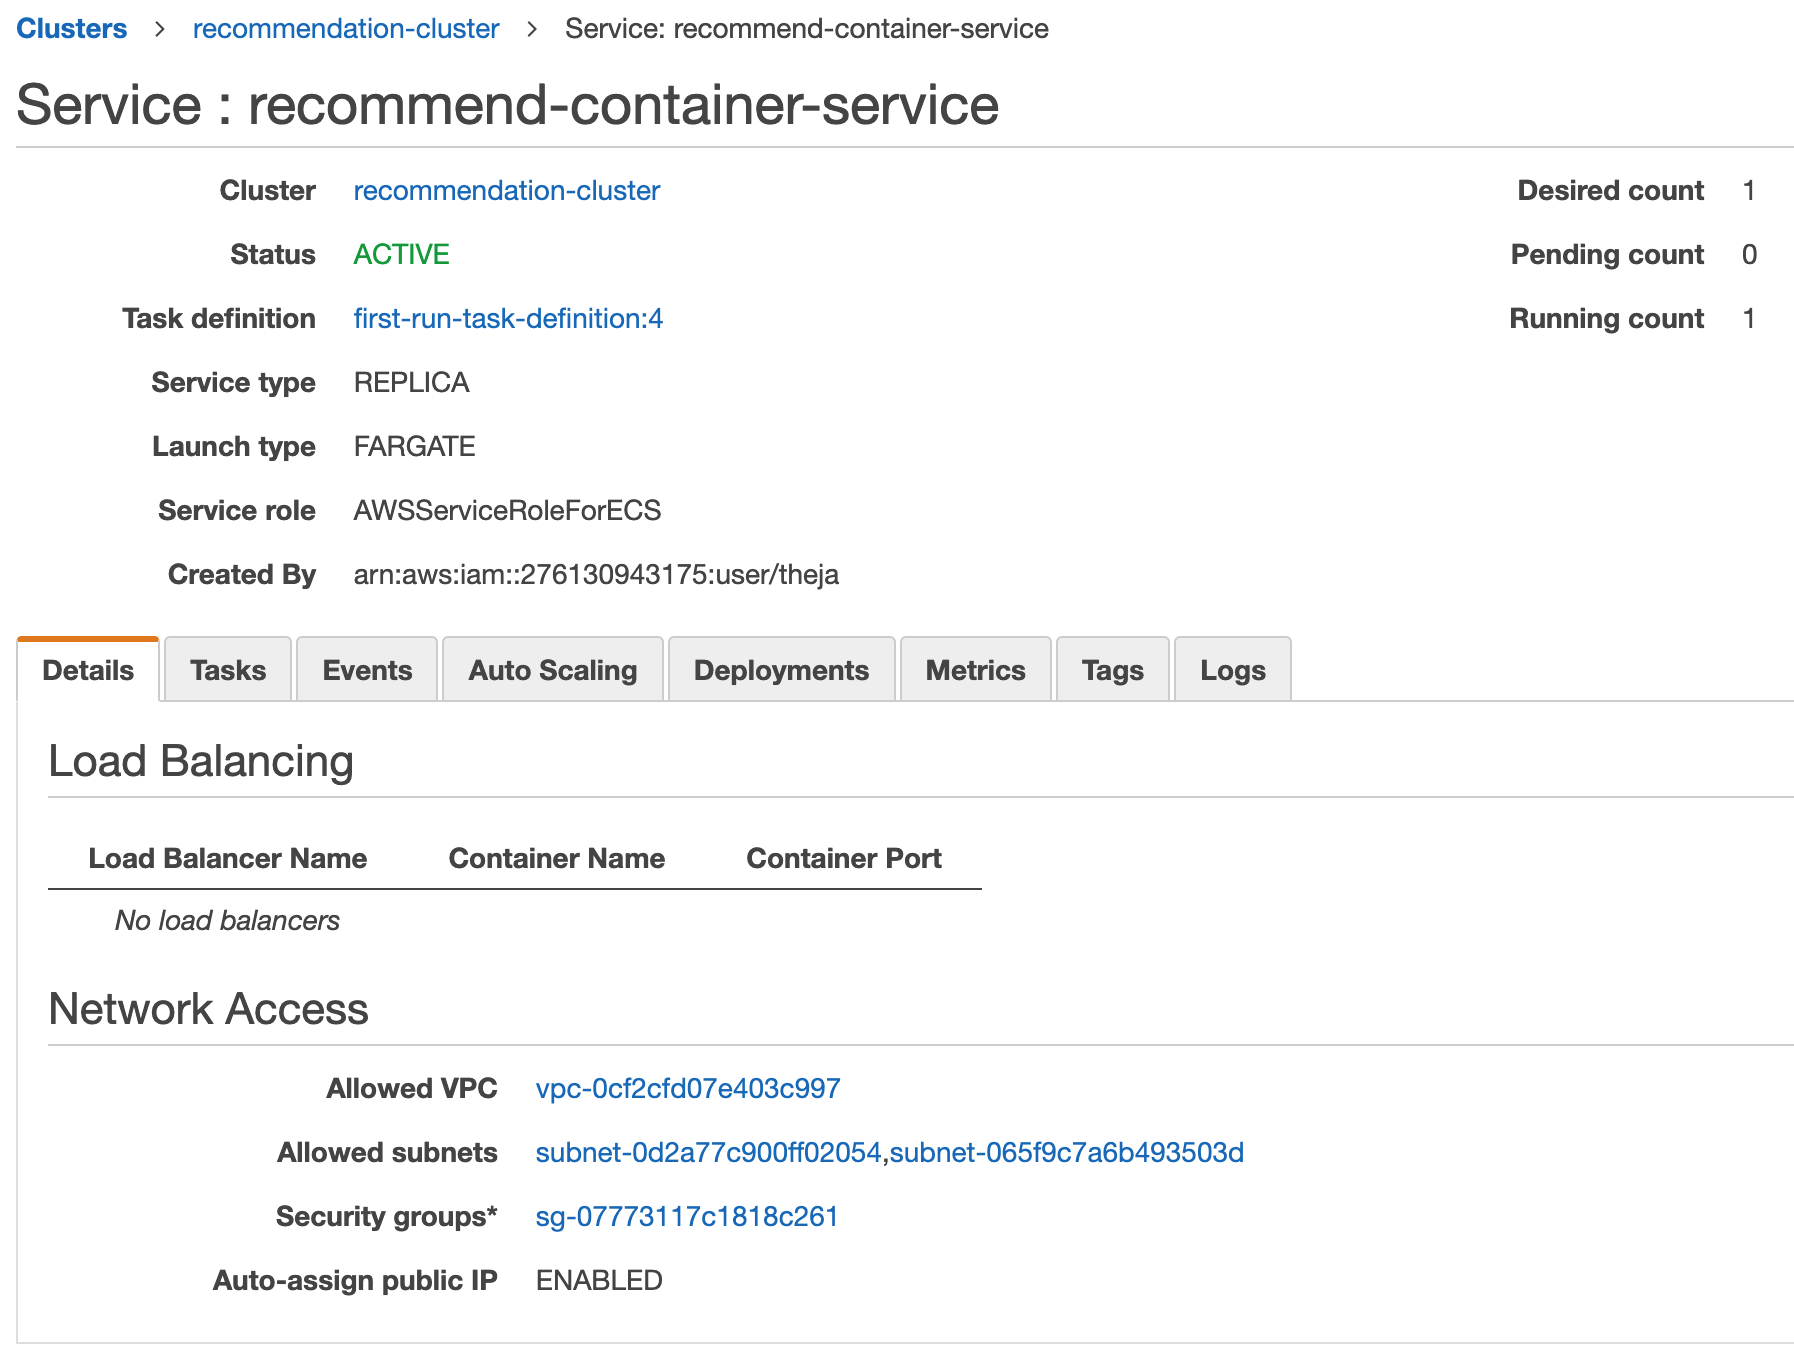 Clusters > recommendation-cluster > Service: recommend-container-service
Service : recommend-container-service
Cluster recommendation-cluster Desired count 1
Status ACTIVE Pending count 0
Task definition first-run-task-definition:4 Running count 1
Service type REPLICA
Launch type FARGATE
Service role AWSServiceRoleForECS
Created By arn:aws:iam::276130943175:user/theja
Details Tasks Events Auto Scaling Deployments Metrics Tags Logs
Load Balancing
Load Balancer Name Container Name Container Port
No load balancers
Network Access
Allowed VPC vpc-0cf2cfd07e403c997
Allowed subnets subnet-0d2a77c900ff02054,subnet-065f9c7a6b493503d
Security groups* sg-07773117c1818c261
Auto-assign public IP ENABLED